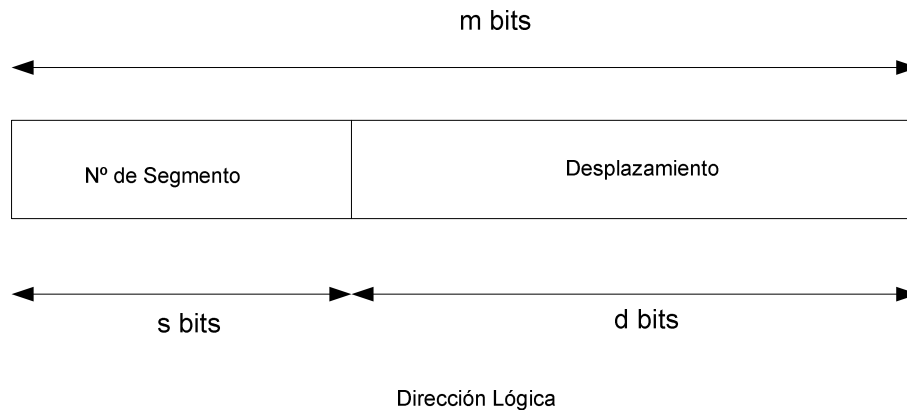 m bits
Nº de Segmento
Desplazamiento
s bits
d bits
Dirección Lógica